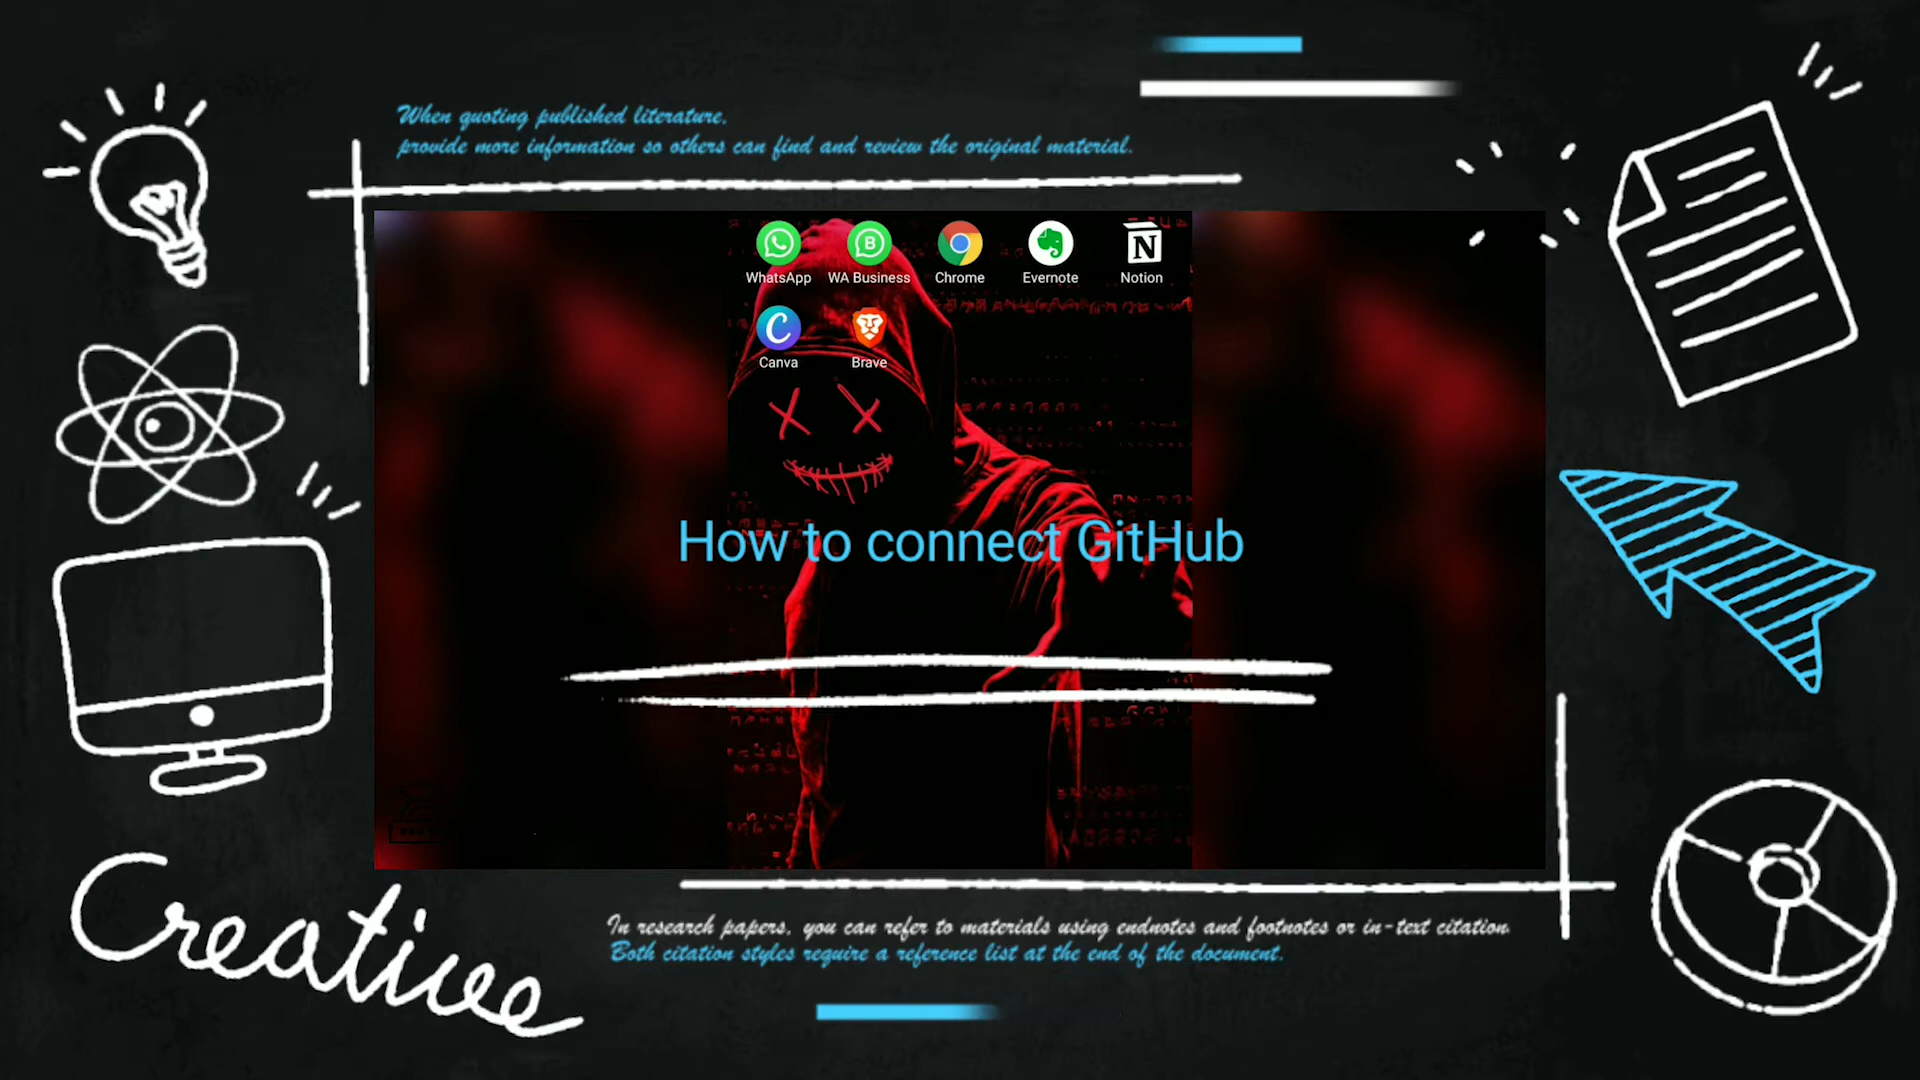 When quoting published literature,
provide more information so others can find and review the original material.
WhatsApp WA Business Chrome Evernote Notion
Canva Brave
How to connect GitHub
Creative
In research papers, you can refer to materials using endnotes and footnotes or in-text citation.
Both citation styles require a reference list at the end of the document.